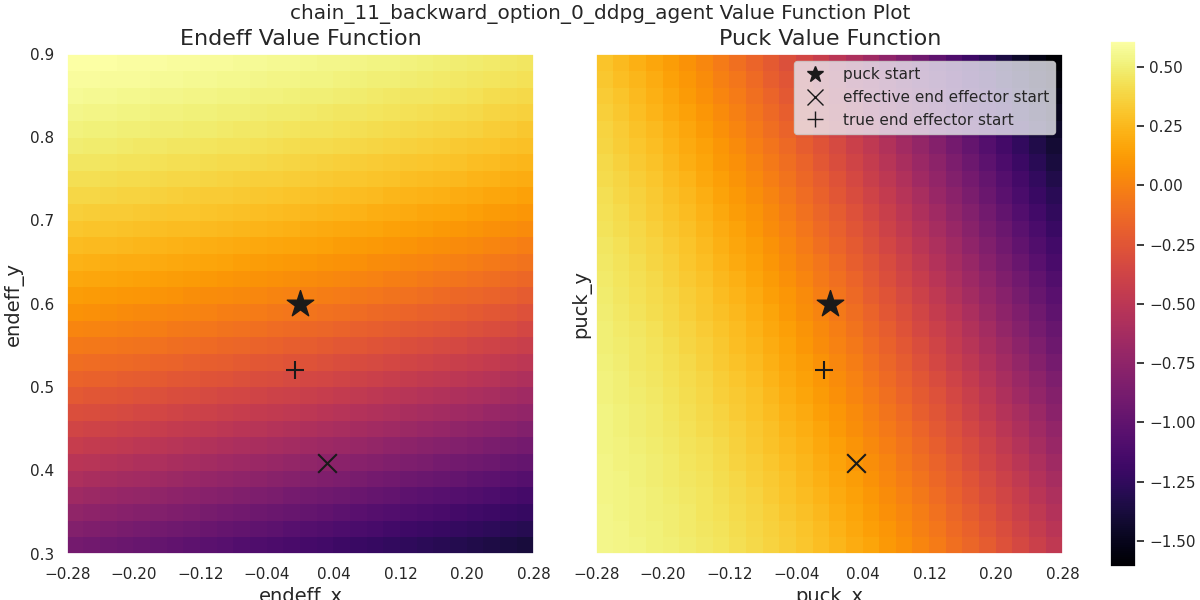 chain_11_backward_option_0_ddpg_agent Value Function Plot
Endeff Value Function
Puck Value Function
puck start
effective end effector start
true end effector start
0.9
0.8
0.7
0.6
0.5
0.4
0.3
endeff_y
−0.28 −0.20 −0.12 −0.04 0.04 0.12 0.20 0.28
endeff_x
puck_y
−0.28 −0.20 −0.12 −0.04 0.04 0.12 0.20 0.28
puck_x
0.50
0.25
0.00
−0.25
−0.50
−0.75
−1.00
−1.25
−1.50